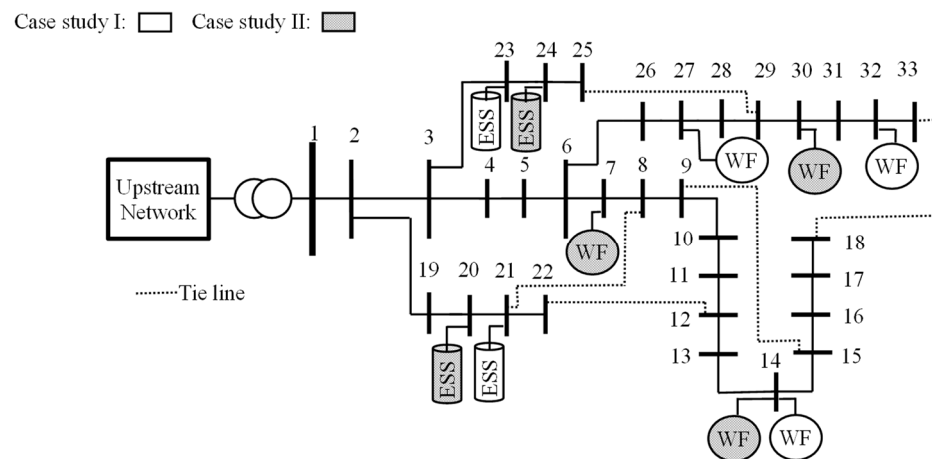 Case study I: Case study II:
23 24 25
26 27 28 29 30 31 32 33
ESS ESS
1 2 3 4 5 6 7 8 9
WF WF WF
Upstream
Network
WF
10
18
11
17
19 20 21 22
Tie line
12
16
13
15
14
ESS ESS
WF WF